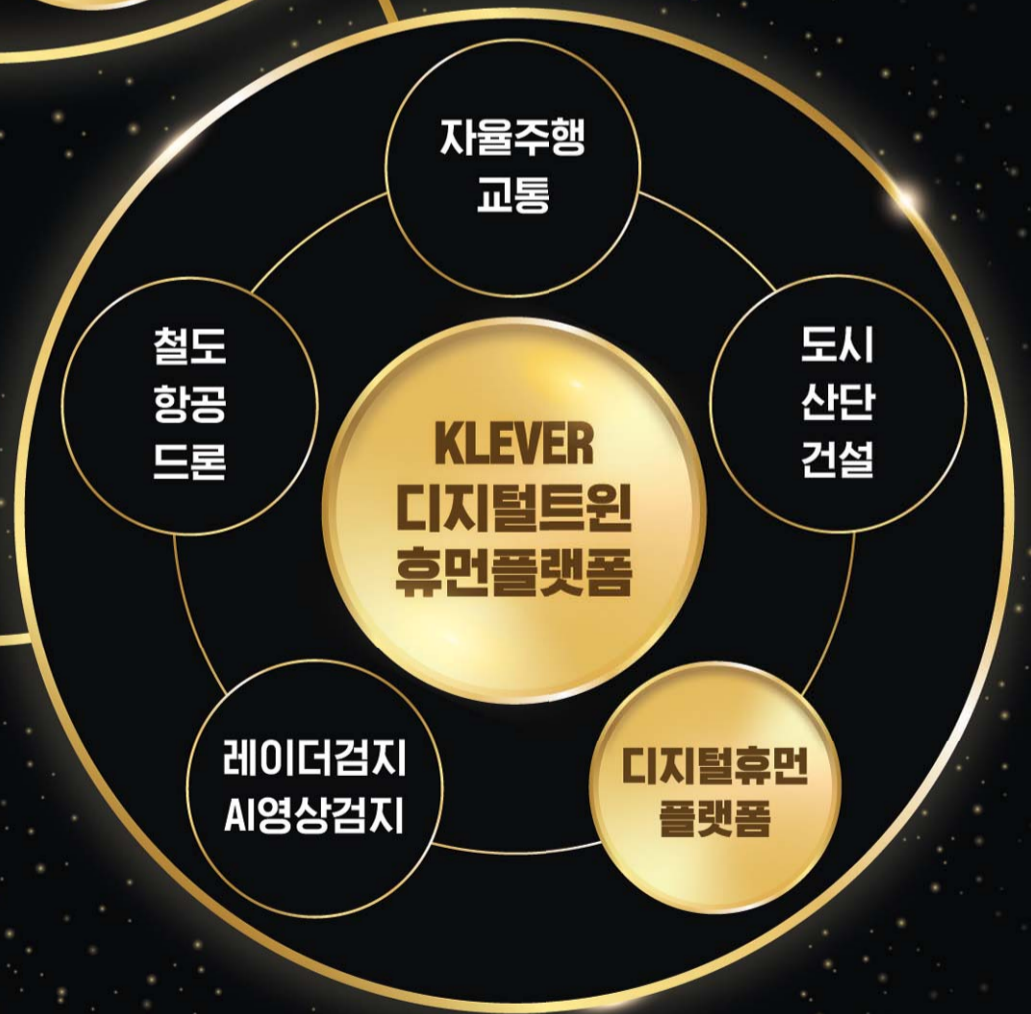 자율주행
교통
철도
항공
드론
도시
산단
건설
KLEVER
디지털트윈
휴먼플랫폼
레이더검지
AI영상검지
디지털휴먼
플랫폼